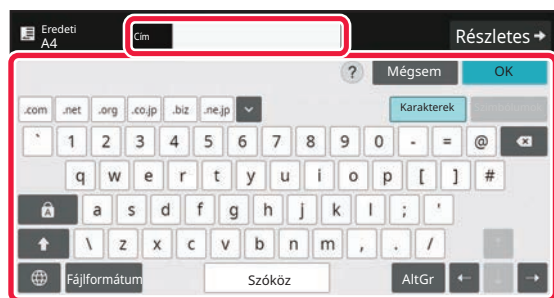 Eredeti
A4
Cím
Részletes
? Mégsem OK
.com .net .org .co.jp .biz .ne.jp Karakterek
` 1 2 3 4 5 6 7 8 9 0 - = @
q w e r t y u i o p [ ] #
A a s d f g h j k l ; '
\ z x c v b n m , . /
Fájlformátum Szóköz AltGr